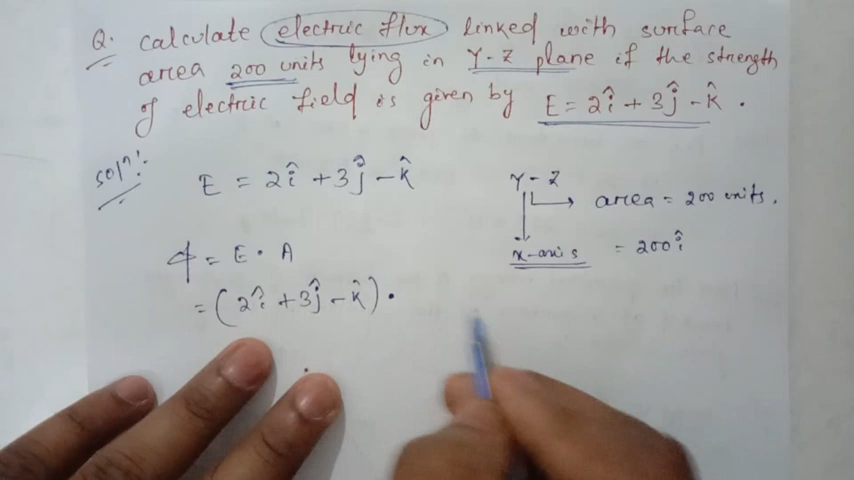 Q. Calculate electric flux linked with surface
area 200 units lying in Y-Z plane if the strength
of electric field is given by E = 2î + 3ĵ - k̂.
solⁿ:
E = 2î + 3ĵ - k̂
Y - Z
area = 200 units.
x-axis = 200î
ϕ = E · A
= (2î + 3ĵ - k̂) ·